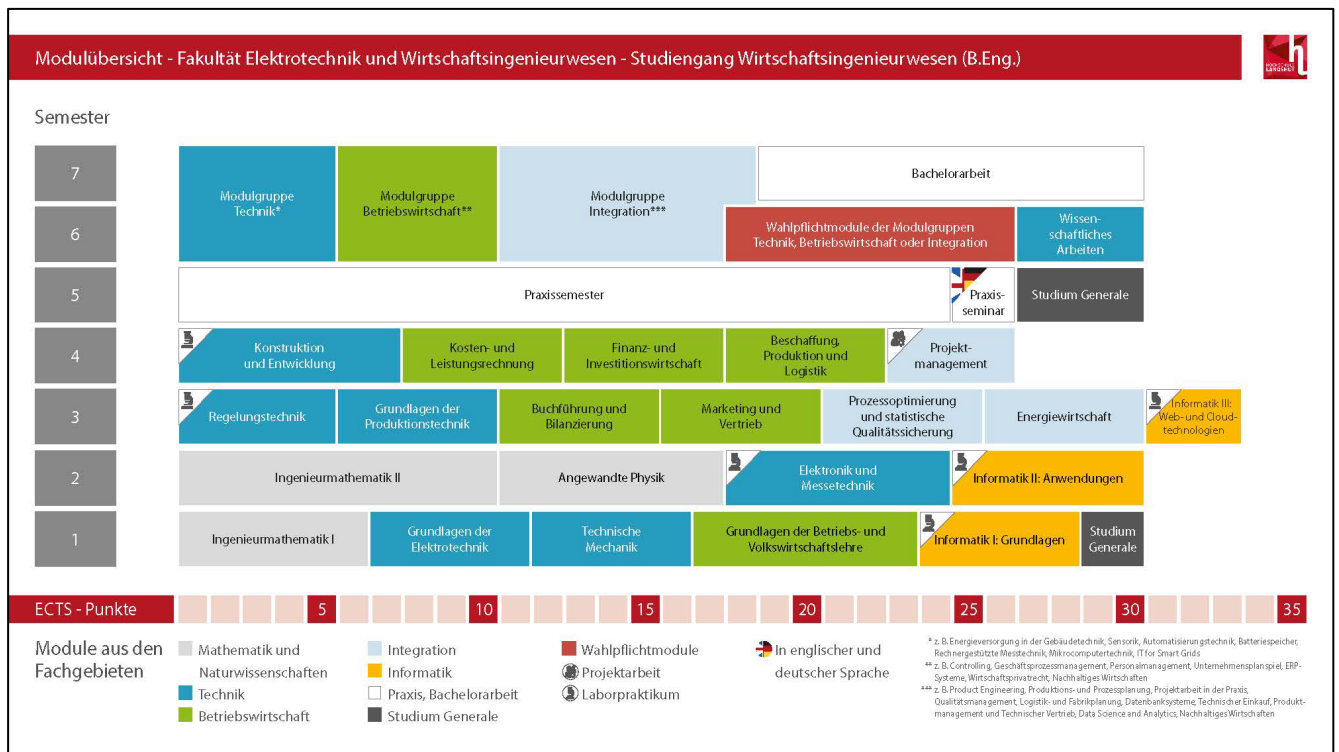 Modulübersicht - Fakultät Elektrotechnik und Wirtschaftsingenieurwesen - Studiengang Wirtschaftsingenieurwesen (B.Eng.)
HOCHSCHULE
LANDSHUT
Semester
7
Modulgruppe
Technik*
Modulgruppe
Betriebswirtschaft**
Modulgruppe
Integration***
Bachelorarbeit
6
Wahlpflichtmodule der Modulgruppen
Technik, Betriebswirtschaft oder Integration
Wissen-
schaftliches
Arbeiten
5
Praxissemester
Praxis-
seminar
Studium Generale
4
Konstruktion
und Entwicklung
Kosten- und
Leistungsrechnung
Finanz- und
Investitionswirtschaft
Beschaffung,
Produktion und
Logistik
Projekt-
management
3
Regelungstechnik
Grundlagen der
Produktionstechnik
Buchführung und
Bilanzierung
Marketing und
Vertrieb
Prozessoptimierung
und statistische
Qualitätssicherung
Energiewirtschaft
Informatik III:
Web- und Cloud-
technologien
2
Ingenieurmathematik II
Angewandte Physik
Elektronik und
Messetechnik
Informatik II: Anwendungen
1
Ingenieurmathematik I
Grundlagen der
Elektrotechnik
Technische
Mechanik
Grundlagen der Betriebs- und
Volkswirtschaftslehre
Informatik I: Grundlagen
Studium
Generale
ECTS - Punkte
5
10
15
20
25
30
35
Module aus den
Fachgebieten
Mathematik und
Naturwissenschaften
Technik
Betriebswirtschaft
Integration
Informatik
Praxis, Bachelorarbeit
Studium Generale
Wahlpflichtmodule
Projektarbeit
Laborpraktikum
In englischer und
deutscher Sprache
* z. B. Energieversorgung in der Gebäudetechnik, Sensorik, Automatisierungstechnik, Batteriespeicher,
Rechnergestützte Messtechnik, Mikrocomputertechnik, IT for Smart Grids
** z. B. Controlling, Geschäftsprozessmanagement, Personalmanagement, Unternehmensplanspiel, ERP-
Systeme, Wirtschaftsprivatrecht, Nachhaltiges Wirtschaften
*** z. B. Product Engineering, Produktions- und Prozessplanung, Projektarbeit in der Praxis,
Qualitätsmanagement, Logistik- und Fabrikplanung, Datenbanksysteme, Technischer Einkauf, Produkt-
management und Technischer Vertrieb, Data Science and Analytics, Nachhaltiges Wirtschaften